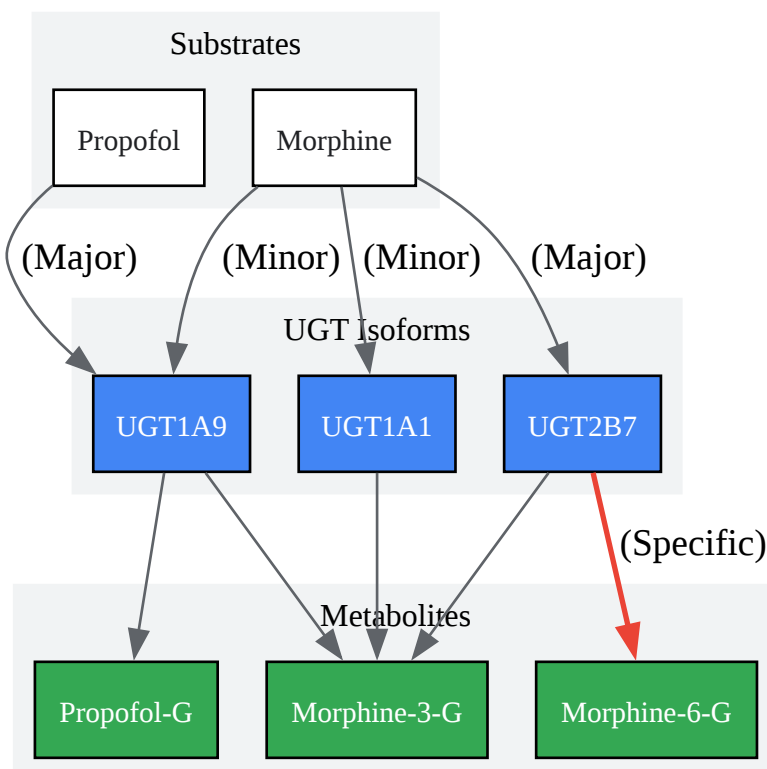 Substrates
Propofol
Morphine
(Major)
(Minor)
(Minor)
(Major)
UGT Isoforms
UGT1A9
UGT1A1
UGT2B7
(Specific)
Metabolites
Propofol-G
Morphine-3-G
Morphine-6-G